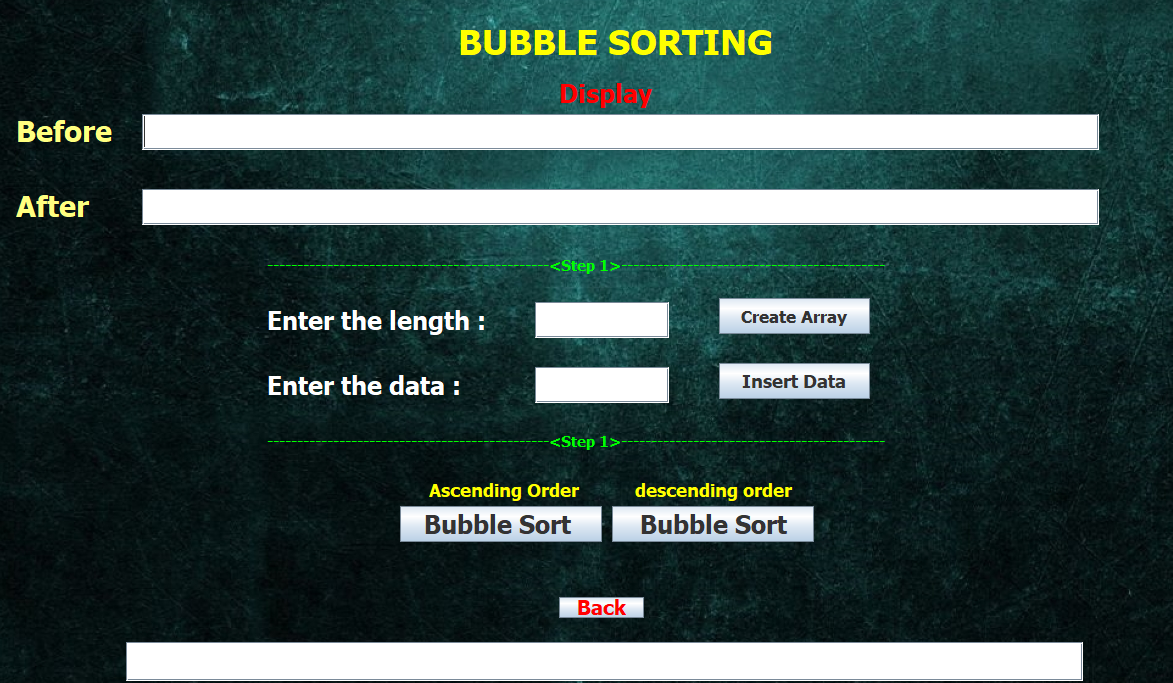 BUBBLE SORTING
Display
Before
After
<Step 1>
Enter the length :
Create Array
Enter the data :
Insert Data
<Step 1>
Ascending Order descending order
Bubble Sort Bubble Sort
Back